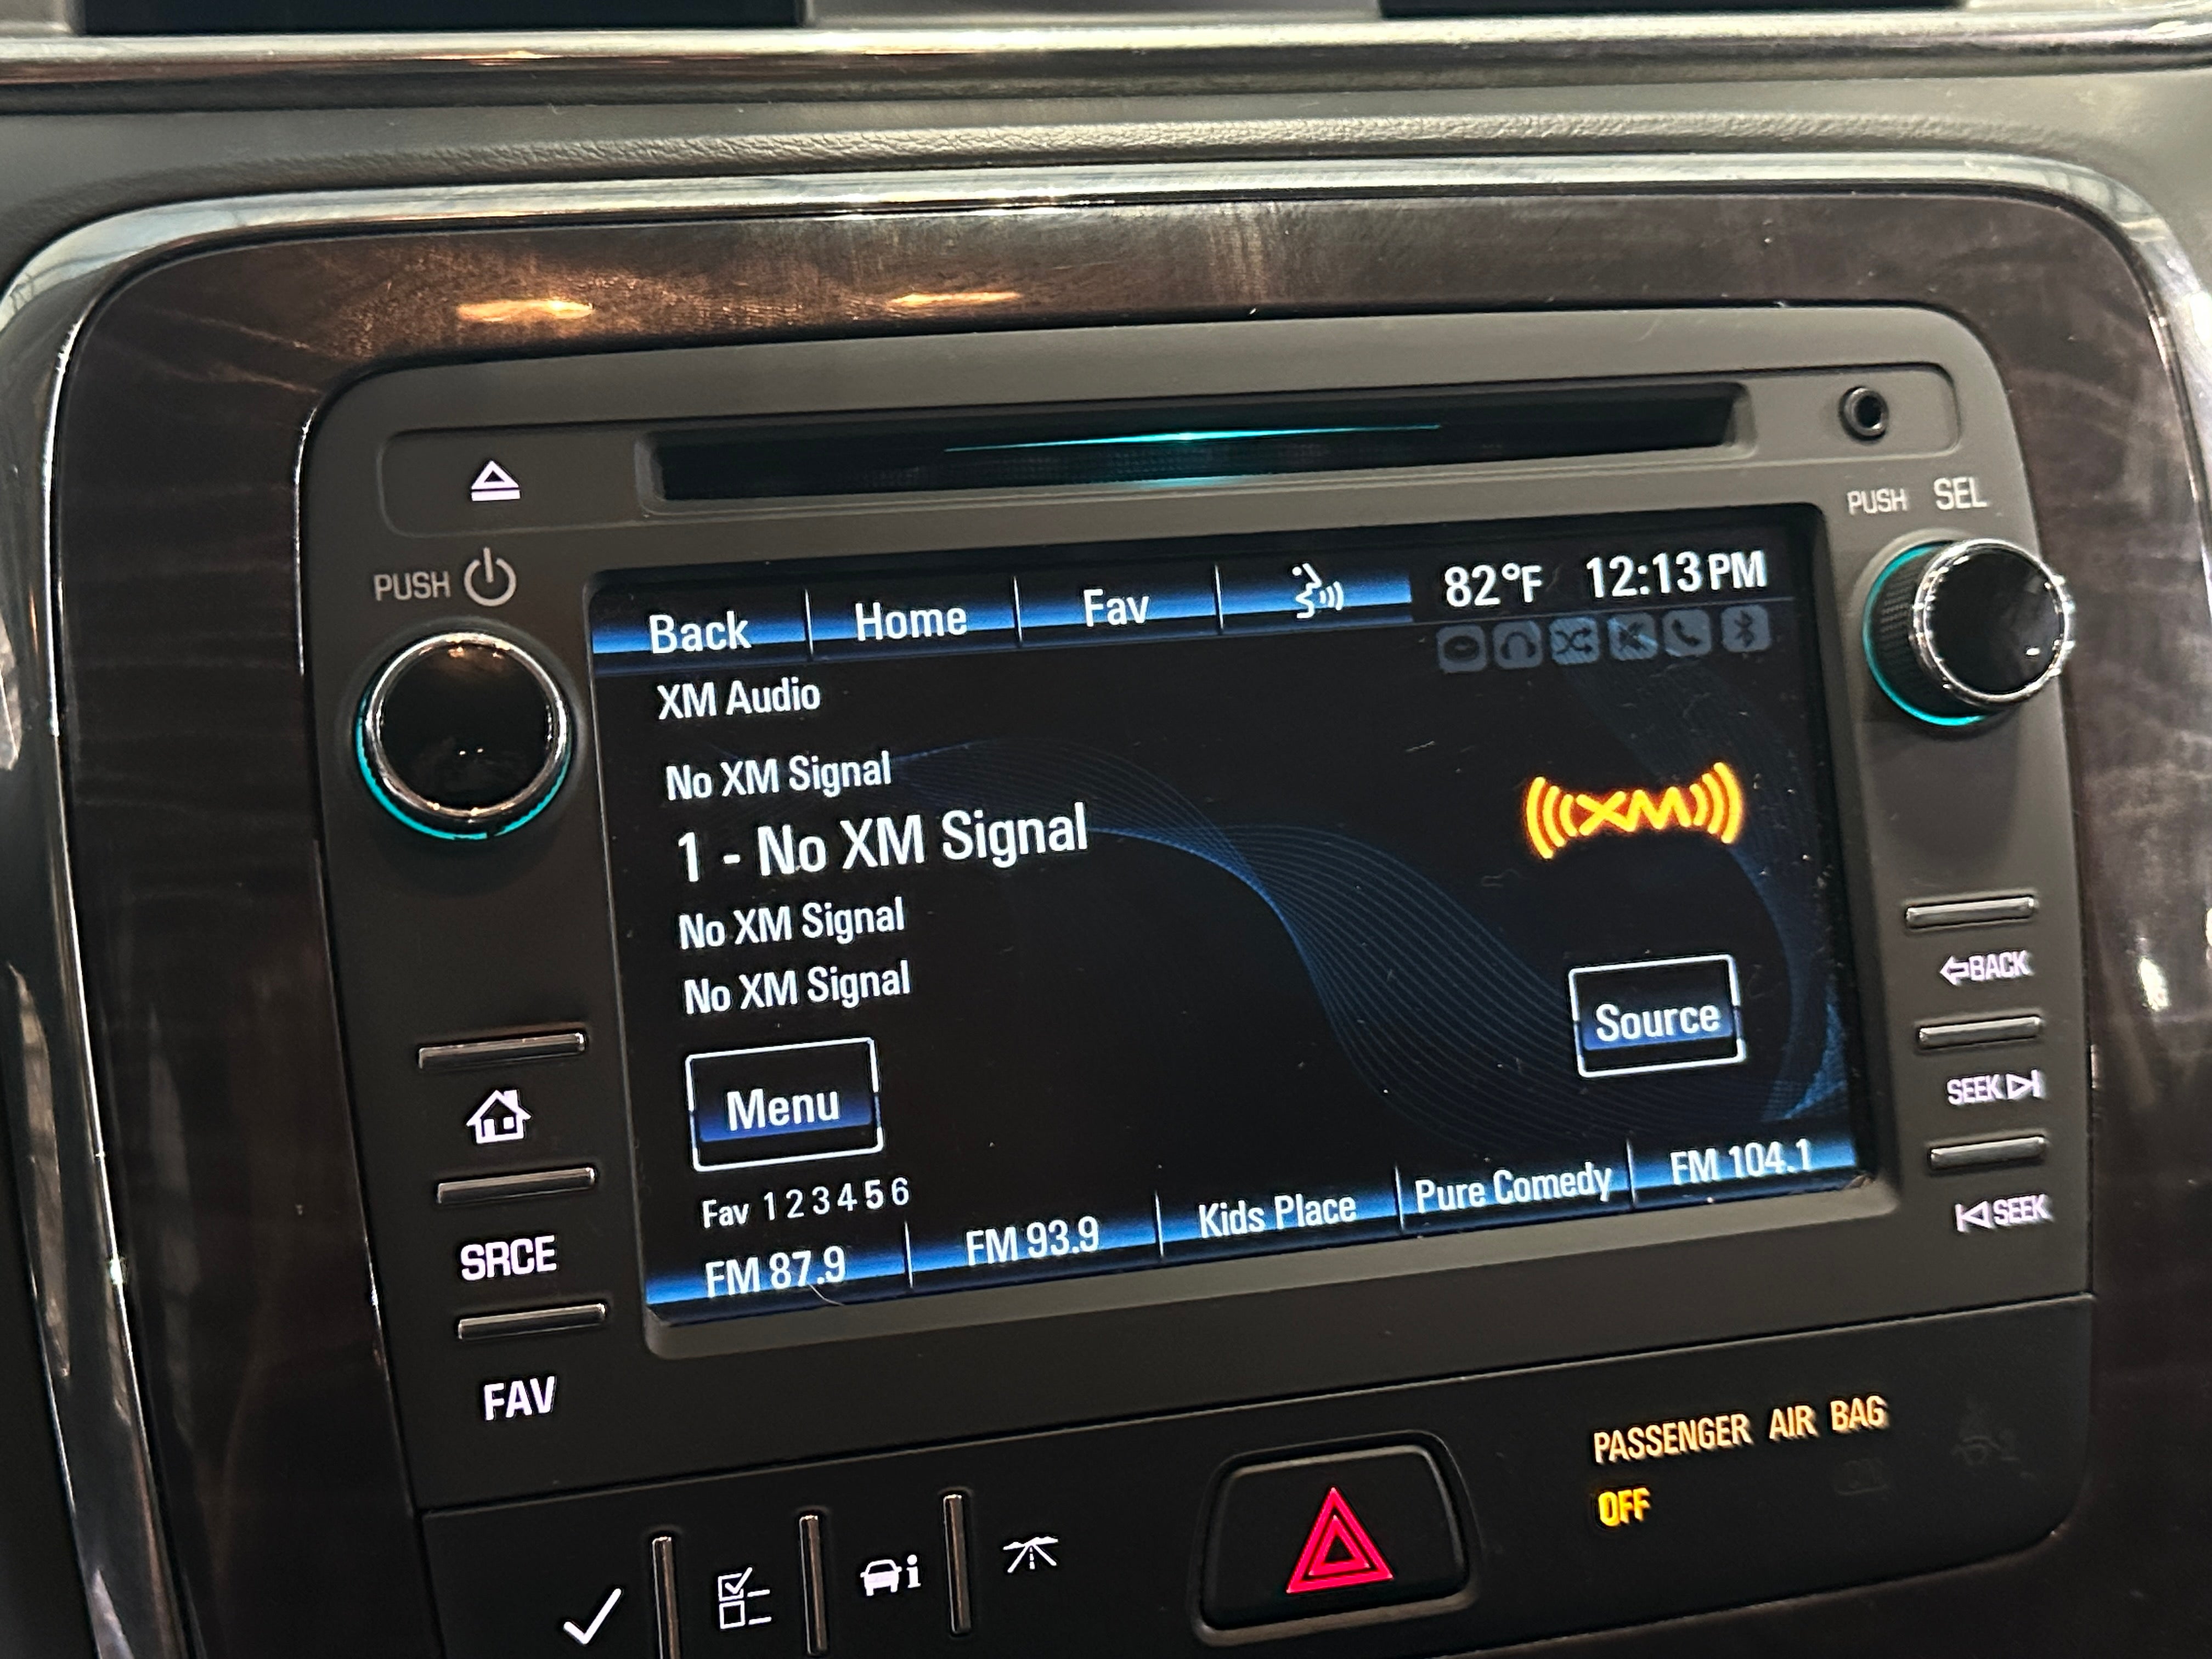 PUSH SEL
PUSH
Back Home Fav 82°F 12:13 PM
XM Audio
No XM Signal
1 - No XM Signal
XM
No XM Signal
No XM Signal
BACK
Source
Menu
SEEK
Fav 1 2 3 4 5 6
SEEK
SRCE
FM 87.9 FM 93.9 Kids Place Pure Comedy FM 104.1
FAV
PASSENGER AIR BAG
OFF